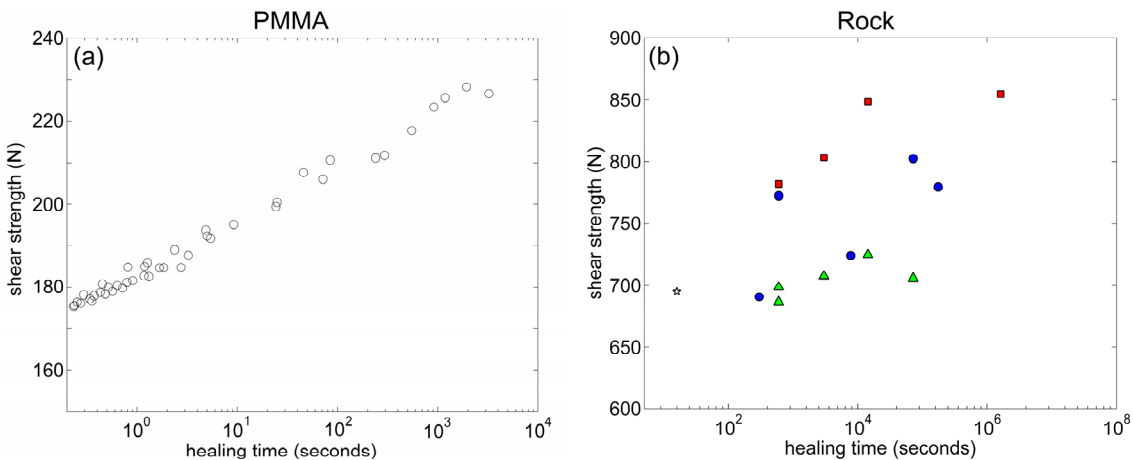 PMMA
(a)
shear strength (N)
240
220
200
180
160
10^0 10^1 10^2 10^3 10^4
healing time (seconds)
Rock
(b)
shear strength (N)
900
850
800
750
700
650
600
10^2 10^4 10^6 10^8
healing time (seconds)